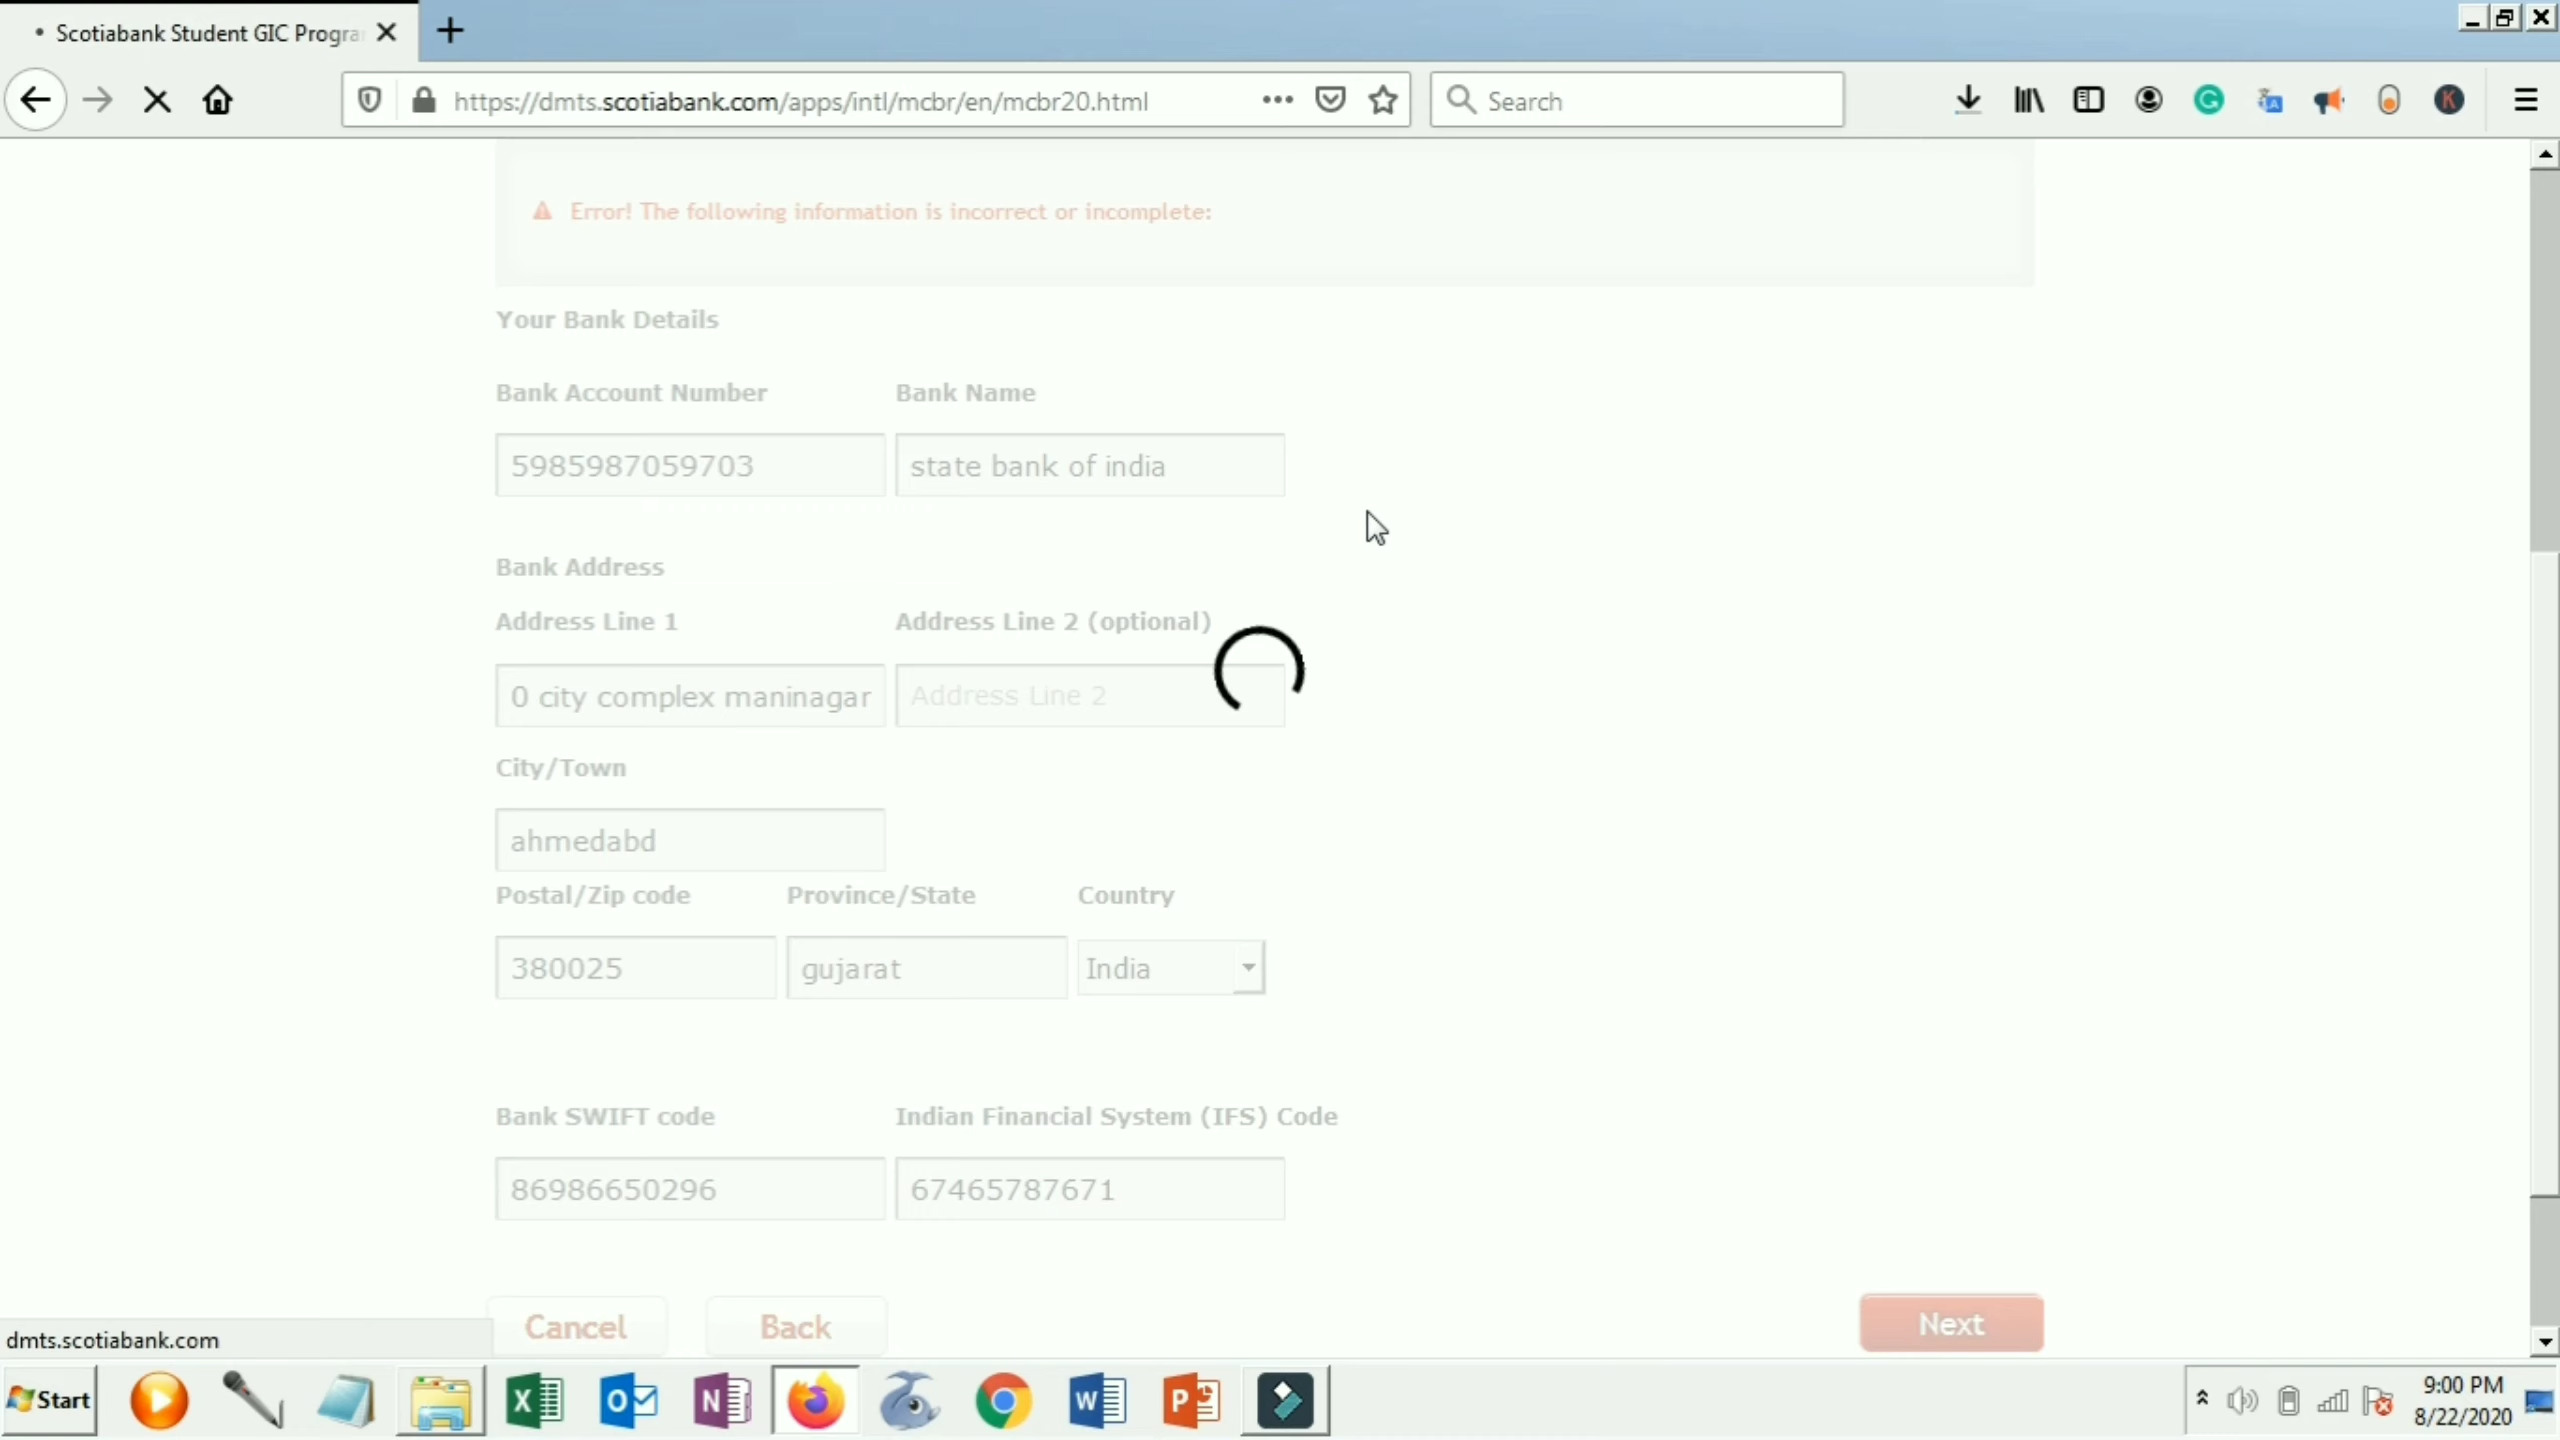 Scotiabank Student GIC Progra
https://dmts.scotiabank.com/apps/intl/mcbr/en/mcbr20.html
Search
Error! The following information is incorrect or incomplete:
Your Bank Details
Bank Account Number
Bank Name
5985987059703
state bank of india
Bank Address
Address Line 1
Address Line 2 (optional)
0 city complex maninagar
Address Line 2
City/Town
ahmedabd
Postal/Zip code
Province/State
Country
380025
gujarat
India
Bank SWIFT code
Indian Financial System (IFS) Code
86986650296
67465787671
Cancel
Back
Next
dmts.scotiabank.com
Start
9:00 PM
8/22/2020